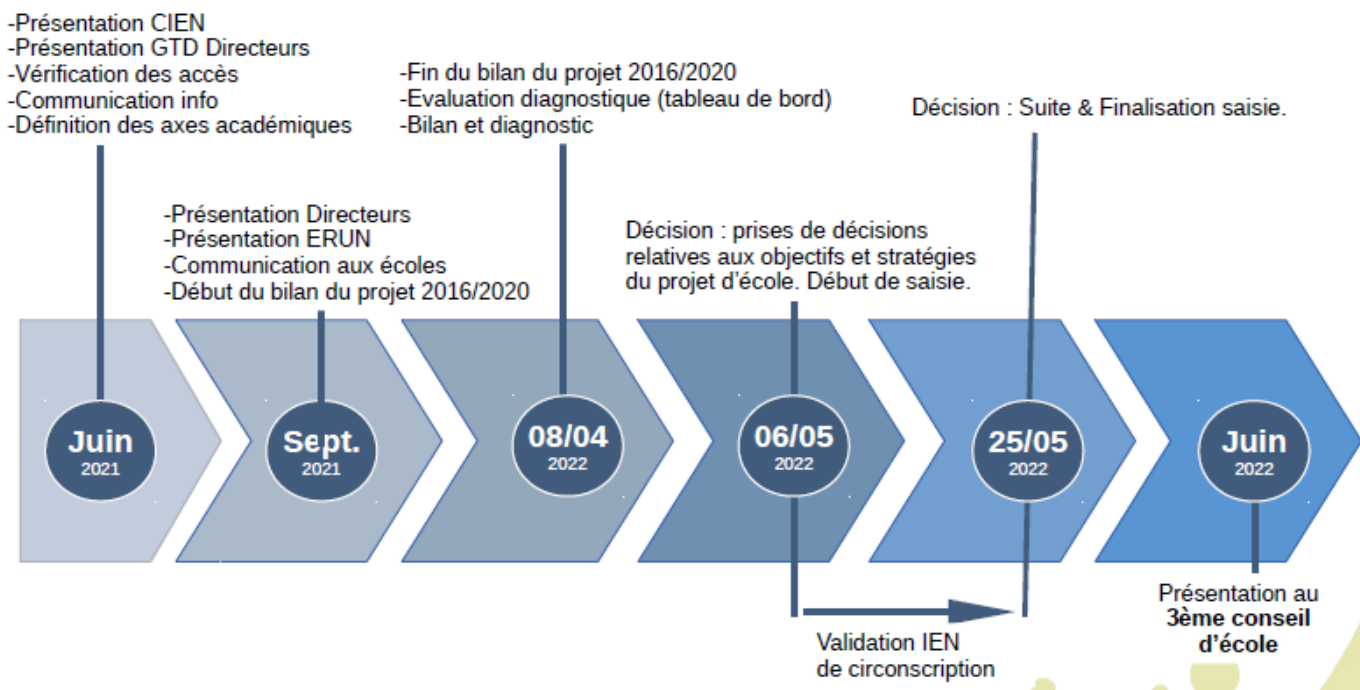 -Présentation CIEN
-Présentation GTD Directeurs
-Vérification des accès
-Communication info
-Définition des axes académiques
-Fin du bilan du projet 2016/2020
-Evaluation diagnostique (tableau de bord)
-Bilan et diagnostic
Décision : Suite & Finalisation saisie.
-Présentation Directeurs
-Présentation ERUN
-Communication aux écoles
-Début du bilan du projet 2016/2020
Décision : prises de décisions
relatives aux objectifs et stratégies
du projet d'école. Début de saisie.
Juin
2021
Sept.
2021
08/04
2022
06/05
2022
25/05
2022
Juin
2022
Validation IEN
de circonscription
Présentation au
3ème conseil
d'école